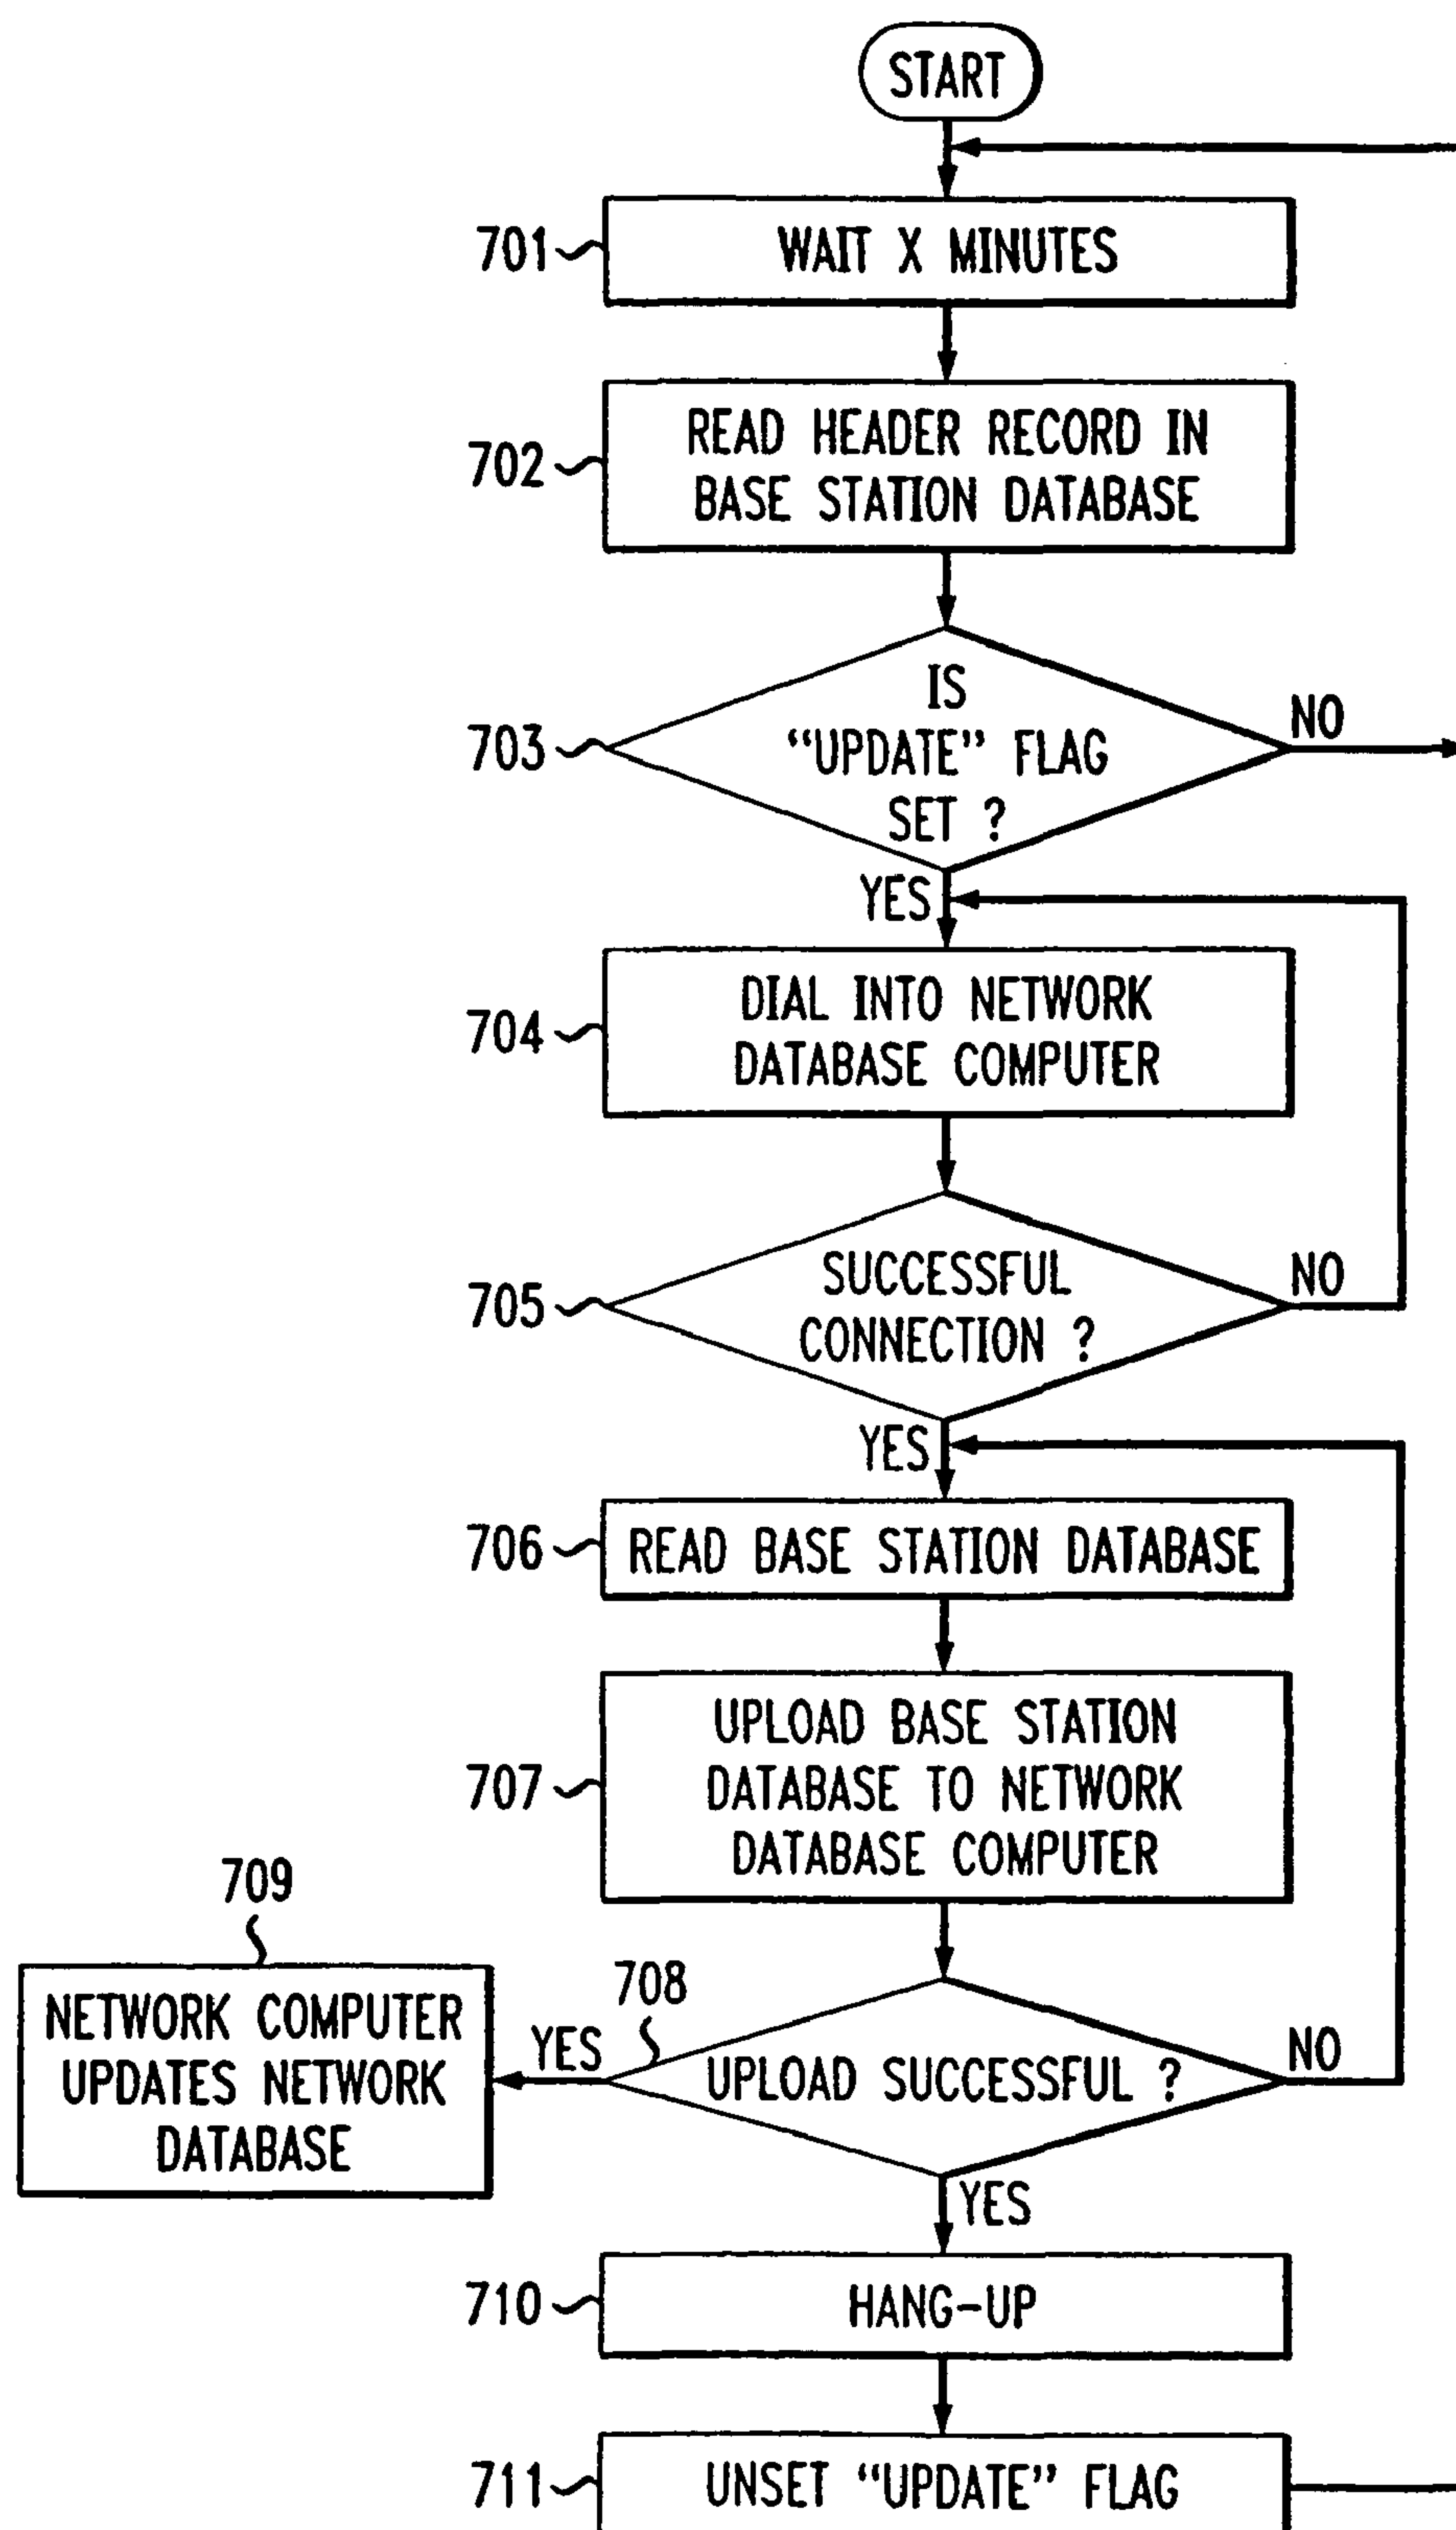 START
701
WAIT X MINUTES
702
READ HEADER RECORD IN
BASE STATION DATABASE
703
IS
“UPDATE” FLAG
SET ?
NO
YES
704
DIAL INTO NETWORK
DATABASE COMPUTER
705
SUCCESSFUL
CONNECTION ?
NO
YES
706
READ BASE STATION DATABASE
707
UPLOAD BASE STATION
DATABASE TO NETWORK
DATABASE COMPUTER
708
UPLOAD SUCCESSFUL ?
NO
YES
709
NETWORK COMPUTER
UPDATES NETWORK
DATABASE
YES
710
HANG-UP
711
UNSET “UPDATE” FLAG